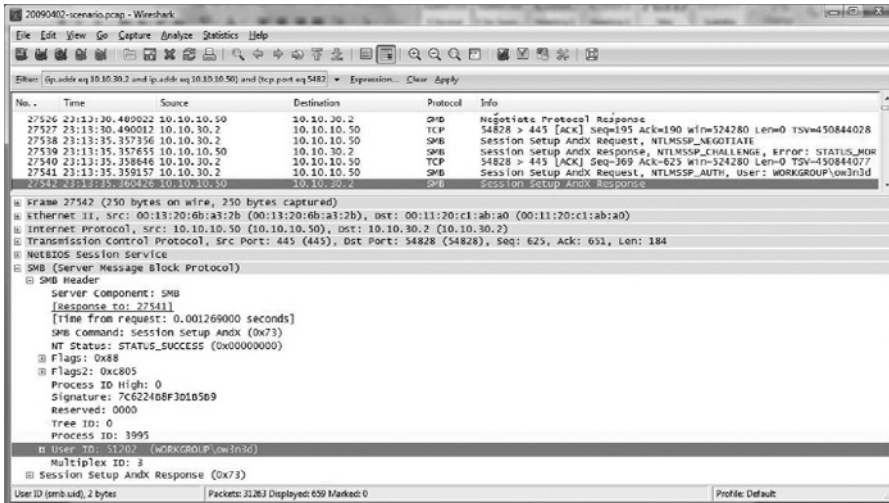 20090402-scenario.pcap - Wireshark
File Edit View Go Capture Analyze Statistics Help
Filter: (ip.addr eq 10.10.30.2 and ip.addr eq 10.10.10.50) and (tcp.port eq 5482 Expression... Clear Apply
No. . Time Source Destination Protocol Info
27526 23:13:30.489022 10.10.10.50 10.10.30.2 SMB Negotiate Protocol Response
27527 23:13:30.490012 10.10.30.2 10.10.10.50 TCP 54828 > 445 [ACK] Seq=195 Ack=190 Win=524280 Len=0 TSV=450844028
27538 23:13:35.357356 10.10.30.2 10.10.10.50 SMB Session Setup AndX Request, NTLMSSP_NEGOTIATE
27539 23:13:35.357655 10.10.10.50 10.10.30.2 SMB Session Setup AndX Response, NTLMSSP_CHALLENGE, Error: STATUS_MOR
27540 23:13:35.358646 10.10.30.2 10.10.10.50 TCP 54828 > 445 [ACK] Seq=369 Ack=625 Win=524280 Len=0 TSV=450844077
27541 23:13:35.359157 10.10.30.2 10.10.10.50 SMB Session Setup AndX Request, NTLMSSP_AUTH, User: WORKGROUP\ow3n3d
27542 23:13:35.360426 10.10.10.50 10.10.30.2 SMB Session Setup AndX Response
Frame 27542 (250 bytes on wire, 250 bytes captured)
Ethernet II, Src: 00:13:20:6b:a3:2b (00:13:20:6b:a3:2b), Dst: 00:11:20:c1:ab:a0 (00:11:20:c1:ab:a0)
Internet Protocol, Src: 10.10.10.50 (10.10.10.50), Dst: 10.10.30.2 (10.10.30.2)
Transmission Control Protocol, Src Port: 445 (445), Dst Port: 54828 (54828), Seq: 625, Ack: 651, Len: 184
NetBIOS Session Service
SMB (Server Message Block Protocol)
SMB Header
Server Component: SMB
[Response to: 27541]
[Time from request: 0.001269000 seconds]
SMB Command: Session Setup AndX (0x73)
NT Status: STATUS_SUCCESS (0x00000000)
Flags: 0x88
Flags2: 0xc805
Process ID High: 0
Signature: 7C6224B8F3D1B5B9
Reserved: 0000
Tree ID: 0
Process ID: 3995
User ID: 51202 (WORKGROUP\ow3n3d)
Multiplex ID: 3
Session Setup AndX Response (0x73)
User ID (smb.uid), 2 bytes Packets: 31263 Displayed: 659 Marked: 0 Profile: Default